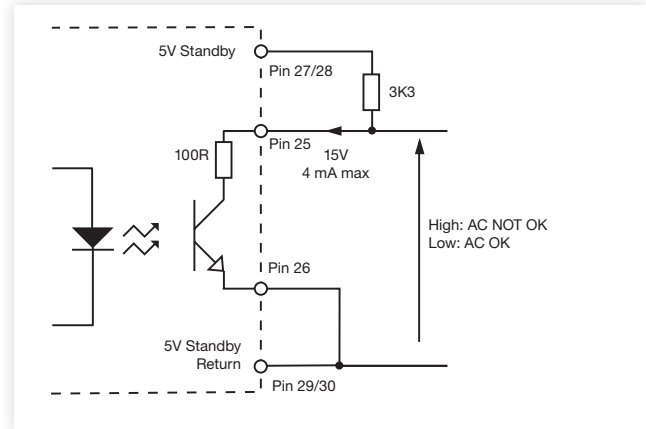 5V Standby
Pin 27/28
3K3
Pin 25
100R
15V
4 mA max
High: AC NOT OK
Low: AC OK
Pin 26
5V Standby
Return
Pin 29/30